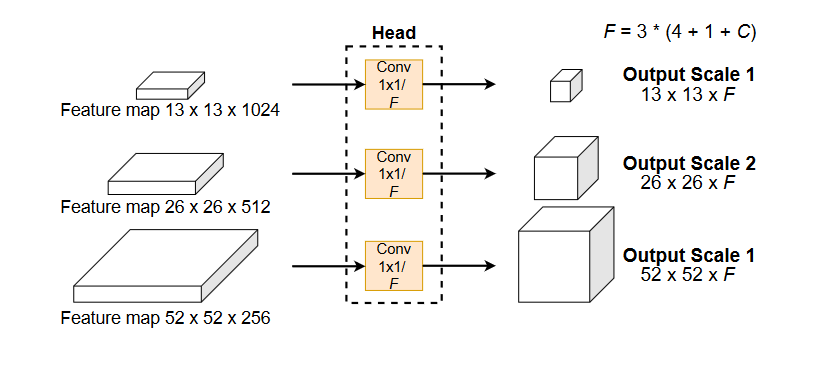 Head
F = 3 * (4 + 1 + C)
Feature map 13 x 13 x 1024
Conv
1x1/
F
Output Scale 1
13 x 13 x F
Feature map 26 x 26 x 512
Conv
1x1/
F
Output Scale 2
26 x 26 x F
Feature map 52 x 52 x 256
Conv
1x1/
F
Output Scale 1
52 x 52 x F